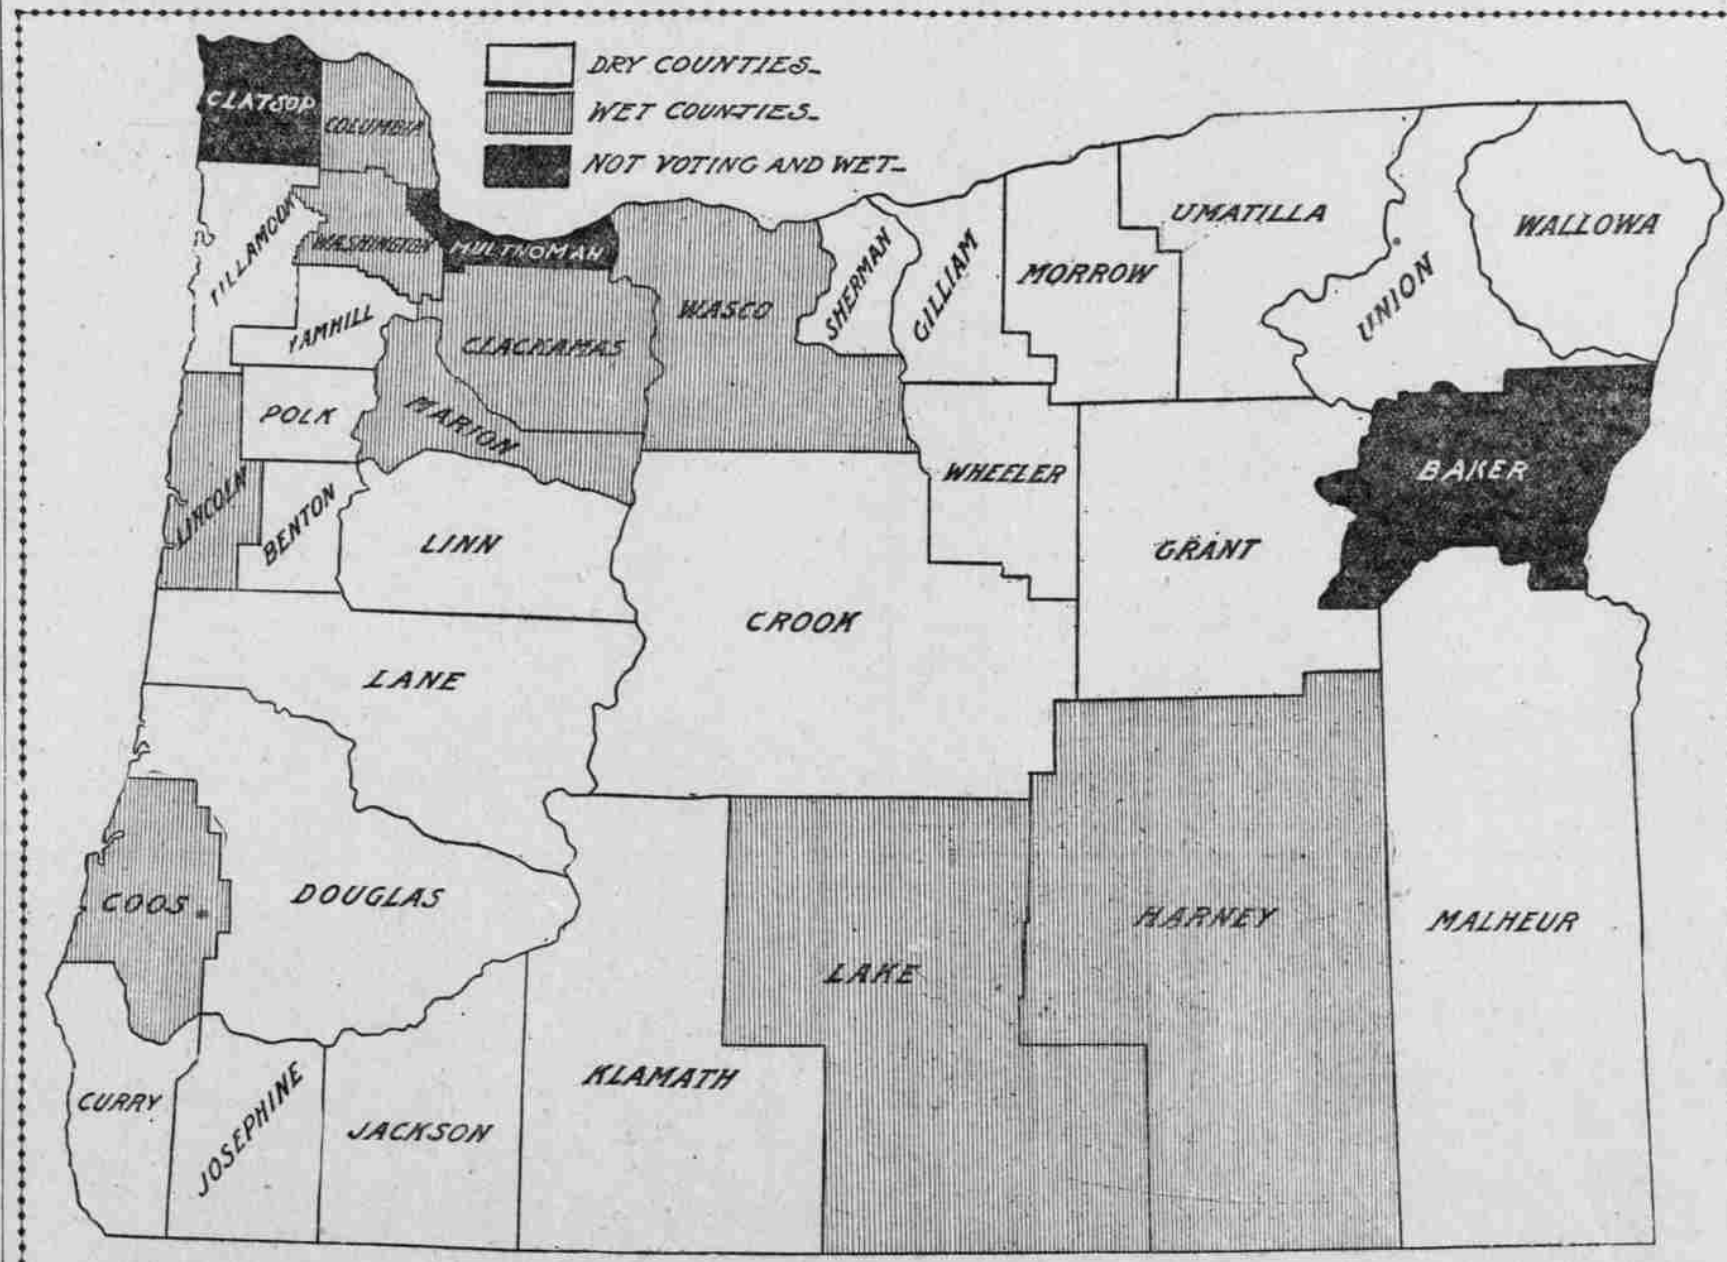 DRY COUNTIES-
WET COUNTIES-
NOT VOTING AND WET-
CLATSOP
COLUMBIA
TILLAMOOK
WASHINGTON
MULTNOMAH
YAMHILL
CLACKAMAS
WASCO
SHERMAN
GILLIAM
MORROW
UMATILLA
UNION
WALLOWA
POLK
MARION
LINCOLN
BENTON
LINN
WHEELER
GRANT
BAKER
CROOK
LANE
COOS
DOUGLAS
LAKE
HARNEY
MALHEUR
CURRY
JOSEPHINE
JACKSON
KLAMATH